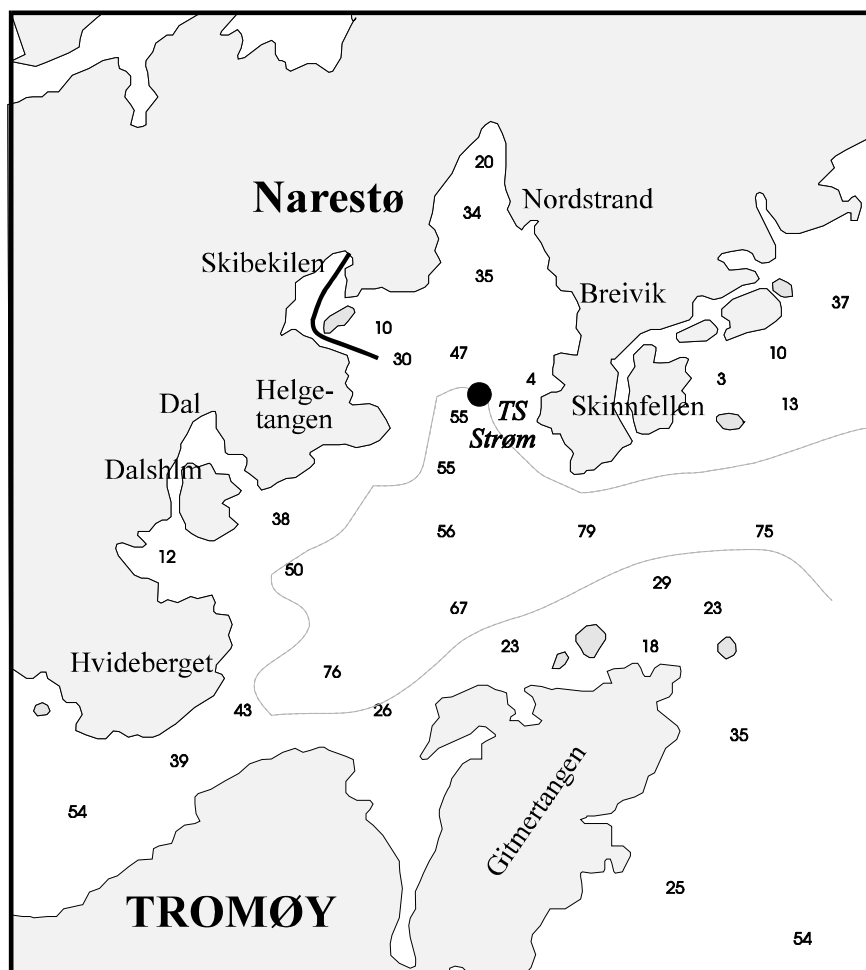 20
Narestø
Nordstrand
34
Skibekilen
35
Breivik
37
10
47
10
30
4
3
Helge-
tangen
Dal
Skinnfellen
13
TS
Strøm
55
55
Dalshlm
38
56
79
75
12
50
29
67
23
23
18
Hvideberget
76
43
26
35
39
54
Gitmertangen
25
TROMØY
54